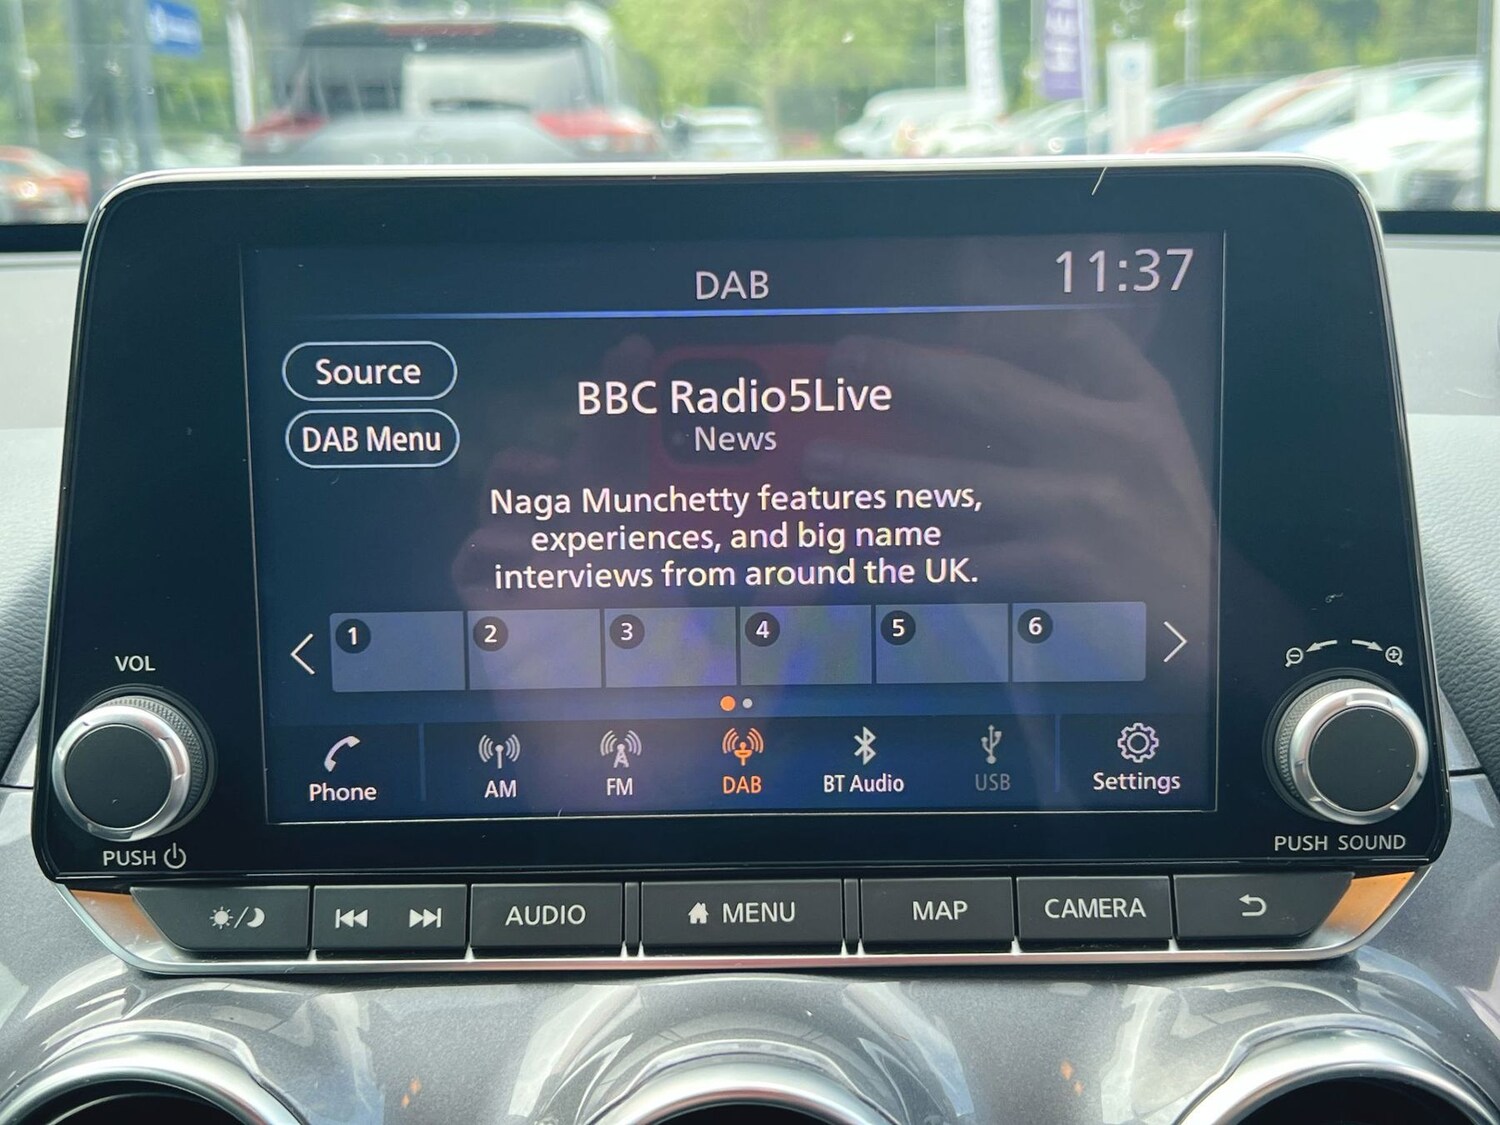 DAB
11:37
Source
DAB Menu
BBC Radio5Live
News
Naga Munchetty features news,
experiences, and big name
interviews from around the UK.
1 2 3 4 5 6
Phone
AM
FM
DAB
BT Audio
USB
Settings
VOL
PUSH
PUSH SOUND
AUDIO
MENU
MAP
CAMERA